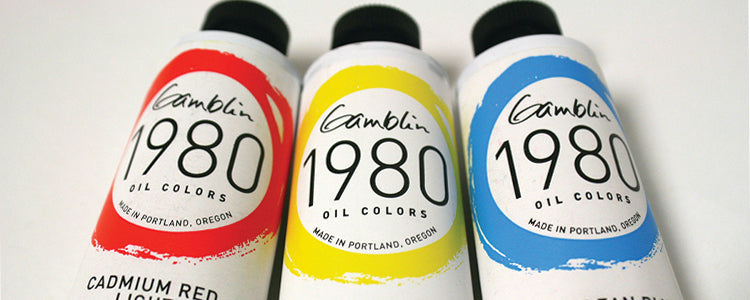 Gamblin
1980
OIL COLORS
MADE IN PORTLAND, OREGON
CADMIUM RED
LIGHT
Gamblin
1980
OIL COLORS
MADE IN PORTLAND, OREGON
Gamblin
1980
OIL COLORS
MADE IN PORTLAND, OREGON